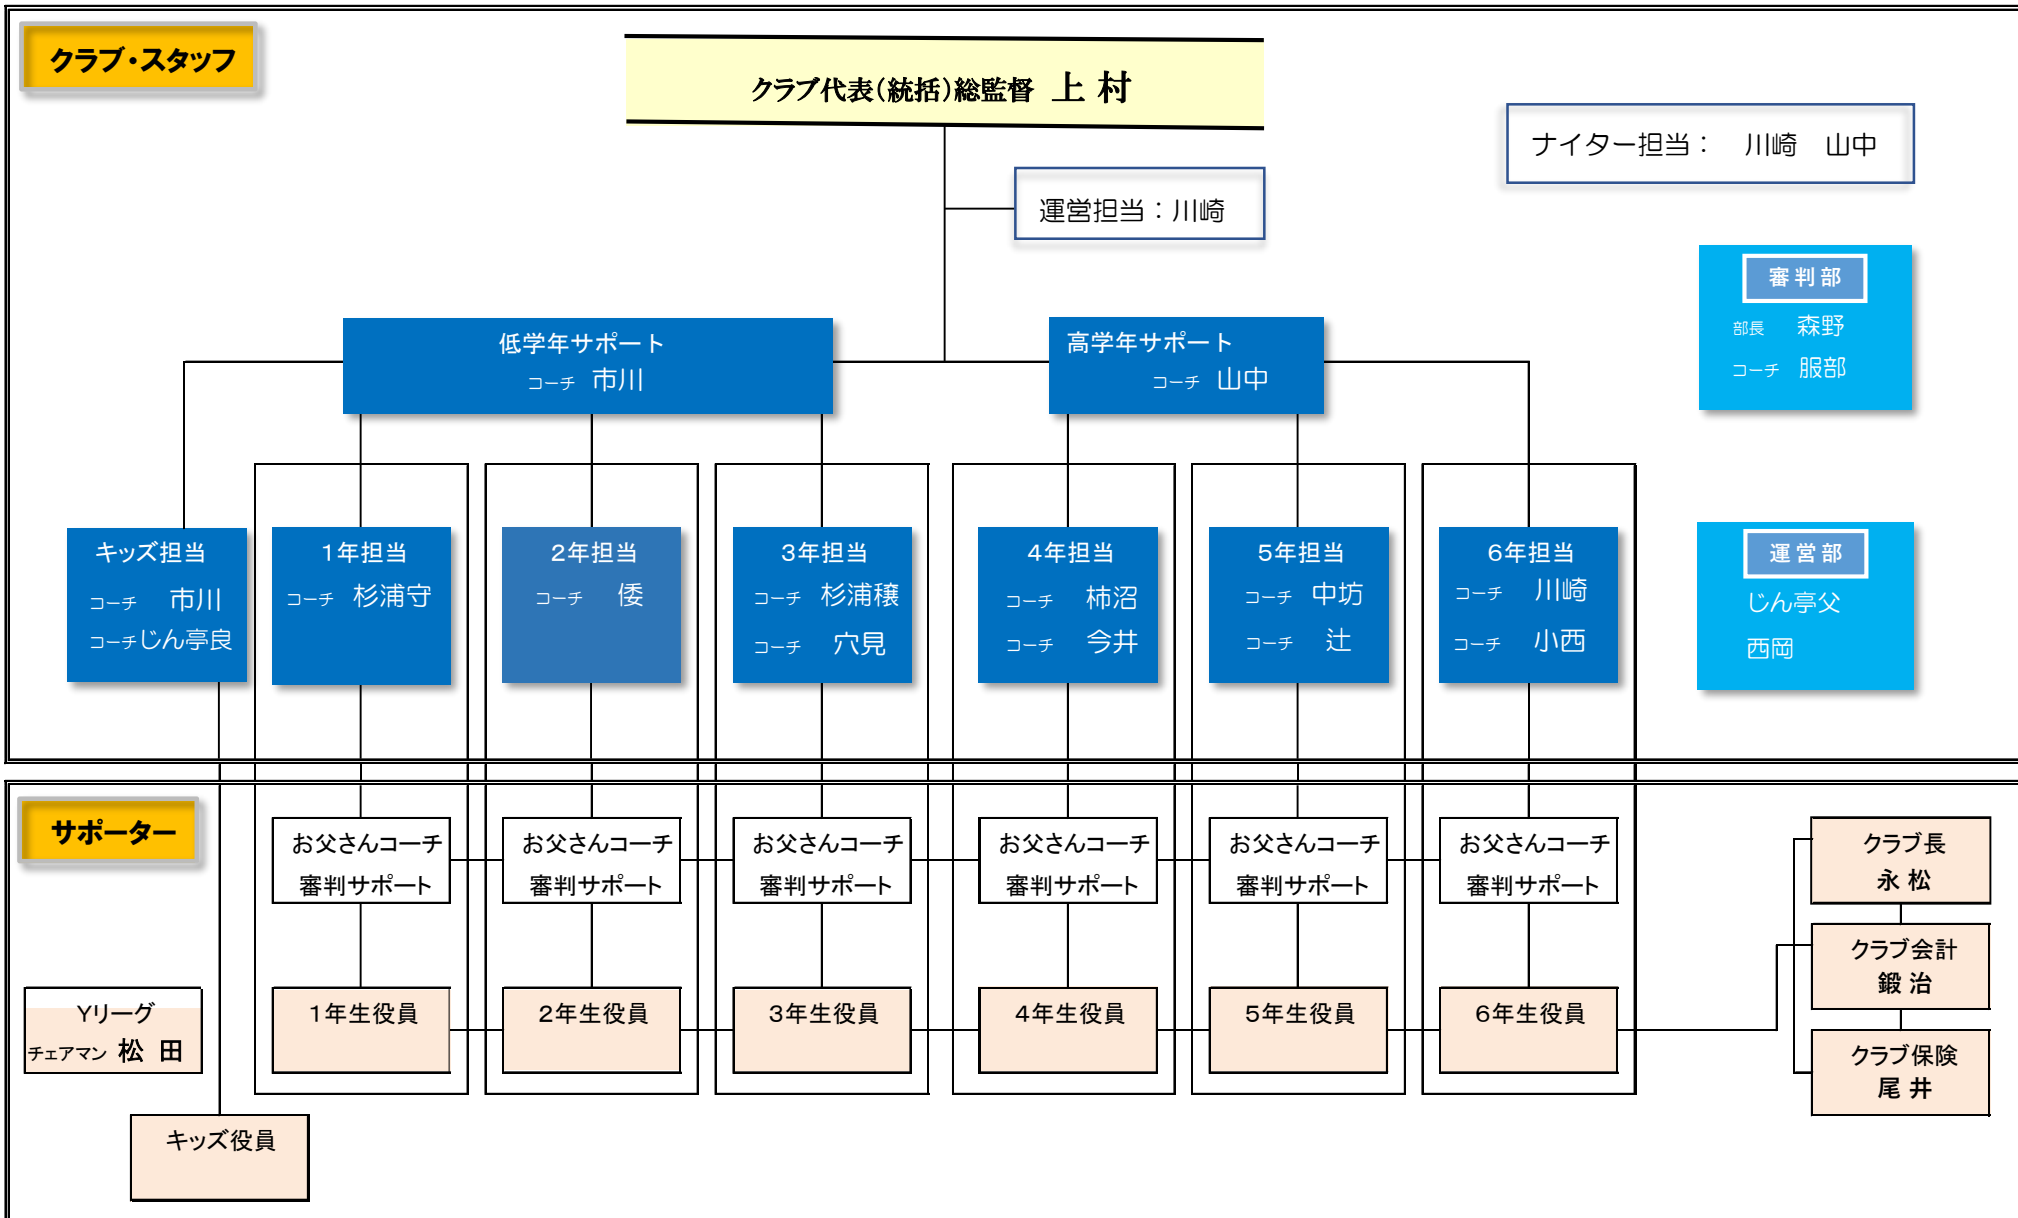 クラブ・スタッフ
クラブ代表(統括)総監督 上 村
ナイター担当： 川崎 山中
運営担当：川崎
審 判 部
部長 森野
コーチ 服部
低学年サポート
コーチ 市川
高学年サポート
コーチ 山中
キッズ担当
コーチ 市川
コーチじん亭良
1年担当
コーチ 杉浦守
2年担当
コーチ 倭
3年担当
コーチ 杉浦穣
コーチ 穴見
4年担当
コーチ 柿沼
コーチ 今井
5年担当
コーチ 中坊
コーチ 辻
6年担当
コーチ 川崎
コーチ 小西
運 営 部
じん亭父
西岡
サポーター
お父さんコーチ
審判サポート
お父さんコーチ
審判サポート
お父さんコーチ
審判サポート
お父さんコーチ
審判サポート
お父さんコーチ
審判サポート
お父さんコーチ
審判サポート
クラブ長
永 松
クラブ会計
鍛 治
クラブ保険
尾 井
Yリーグ
チェアマン 松 田
1年生役員
2年生役員
3年生役員
4年生役員
5年生役員
6年生役員
キッズ役員